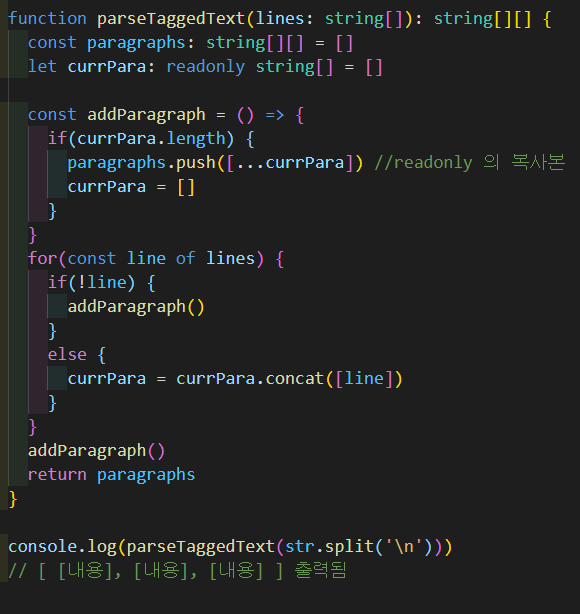 function parseTaggedText(lines: string[]): string[][] {
  const paragraphs: string[][] = []
  let currPara: readonly string[] = []

  const addParagraph = () => {
    if(currPara.length) {
      paragraphs.push([...currPara]) //readonly 의 복사본
      currPara = []
    }
  }
  for(const line of lines) {
    if(!line) {
      addParagraph()
    }
    else {
      currPara = currPara.concat([line])
    }
  }
  addParagraph()
  return paragraphs
}

console.log(parseTaggedText(str.split('\n')))
// [ [내용], [내용], [내용] ] 출력됨